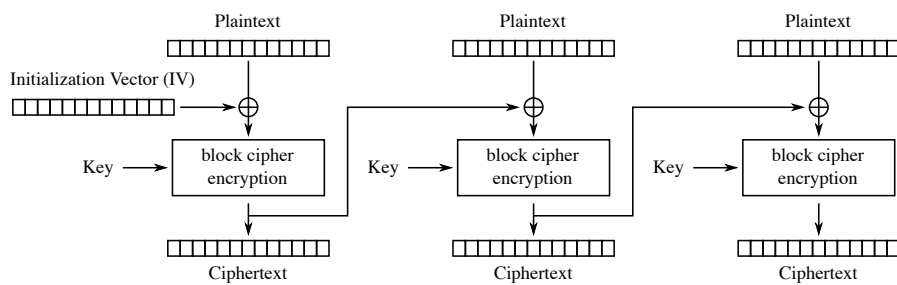 Plaintext
Plaintext
Plaintext
Initialization Vector (IV)
Key
block cipher
encryption
Key
block cipher
encryption
Key
block cipher
encryption
Ciphertext
Ciphertext
Ciphertext